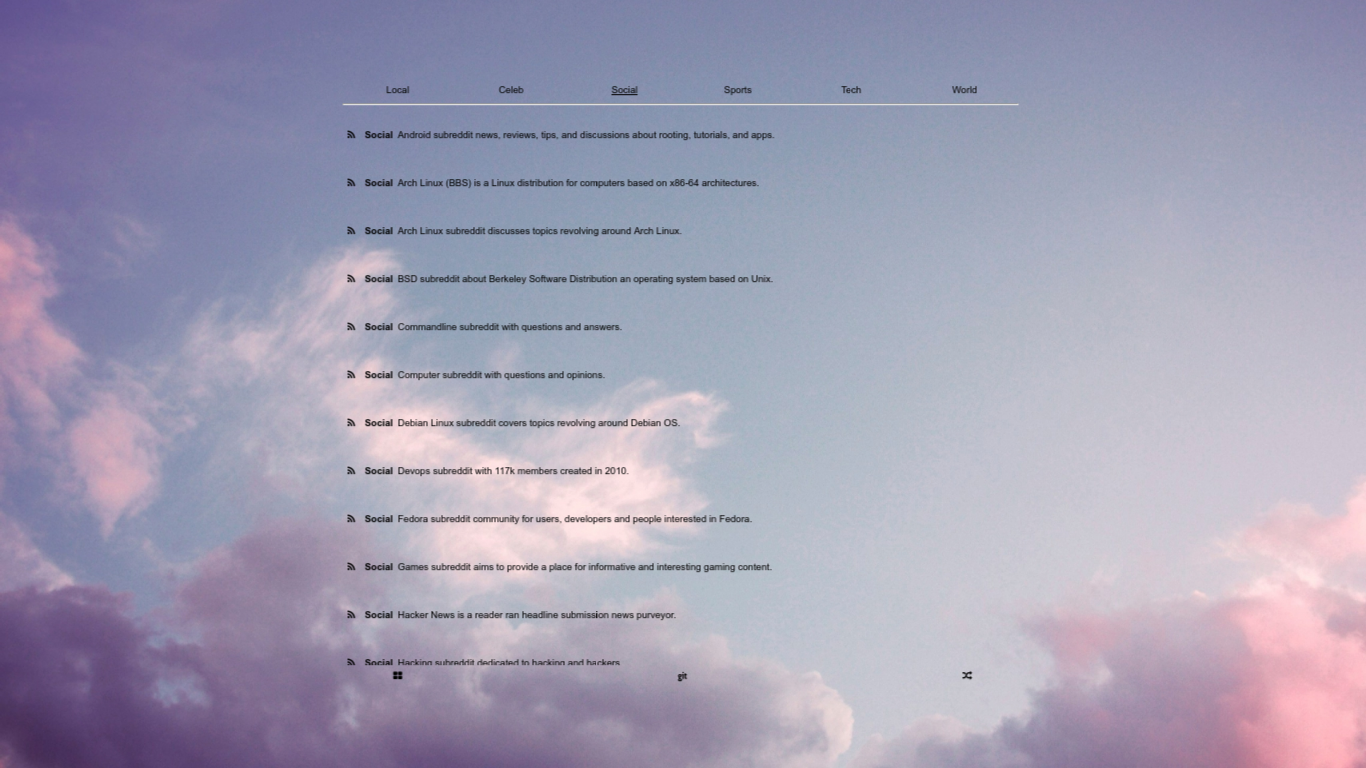 Local Celeb Social Sports Tech World
Social Android subreddit news, reviews, tips, and discussions about rooting, tutorials, and apps.
Social Arch Linux (BBS) is a Linux distribution for computers based on x86-64 architectures.
Social Arch Linux subreddit discusses topics revolving around Arch Linux.
Social BSD subreddit about Berkeley Software Distribution an operating system based on Unix.
Social Commandline subreddit with questions and answers.
Social Computer subreddit with questions and opinions.
Social Debian Linux subreddit covers topics revolving around Debian OS.
Social Devops subreddit with 117k members created in 2010.
Social Fedora subreddit community for users, developers and people interested in Fedora.
Social Games subreddit aims to provide a place for informative and interesting gaming content.
Social Hacker News is a reader ran headline submission news purveyor.
Social Hacking subreddit dedicated to hacking and hackers
git